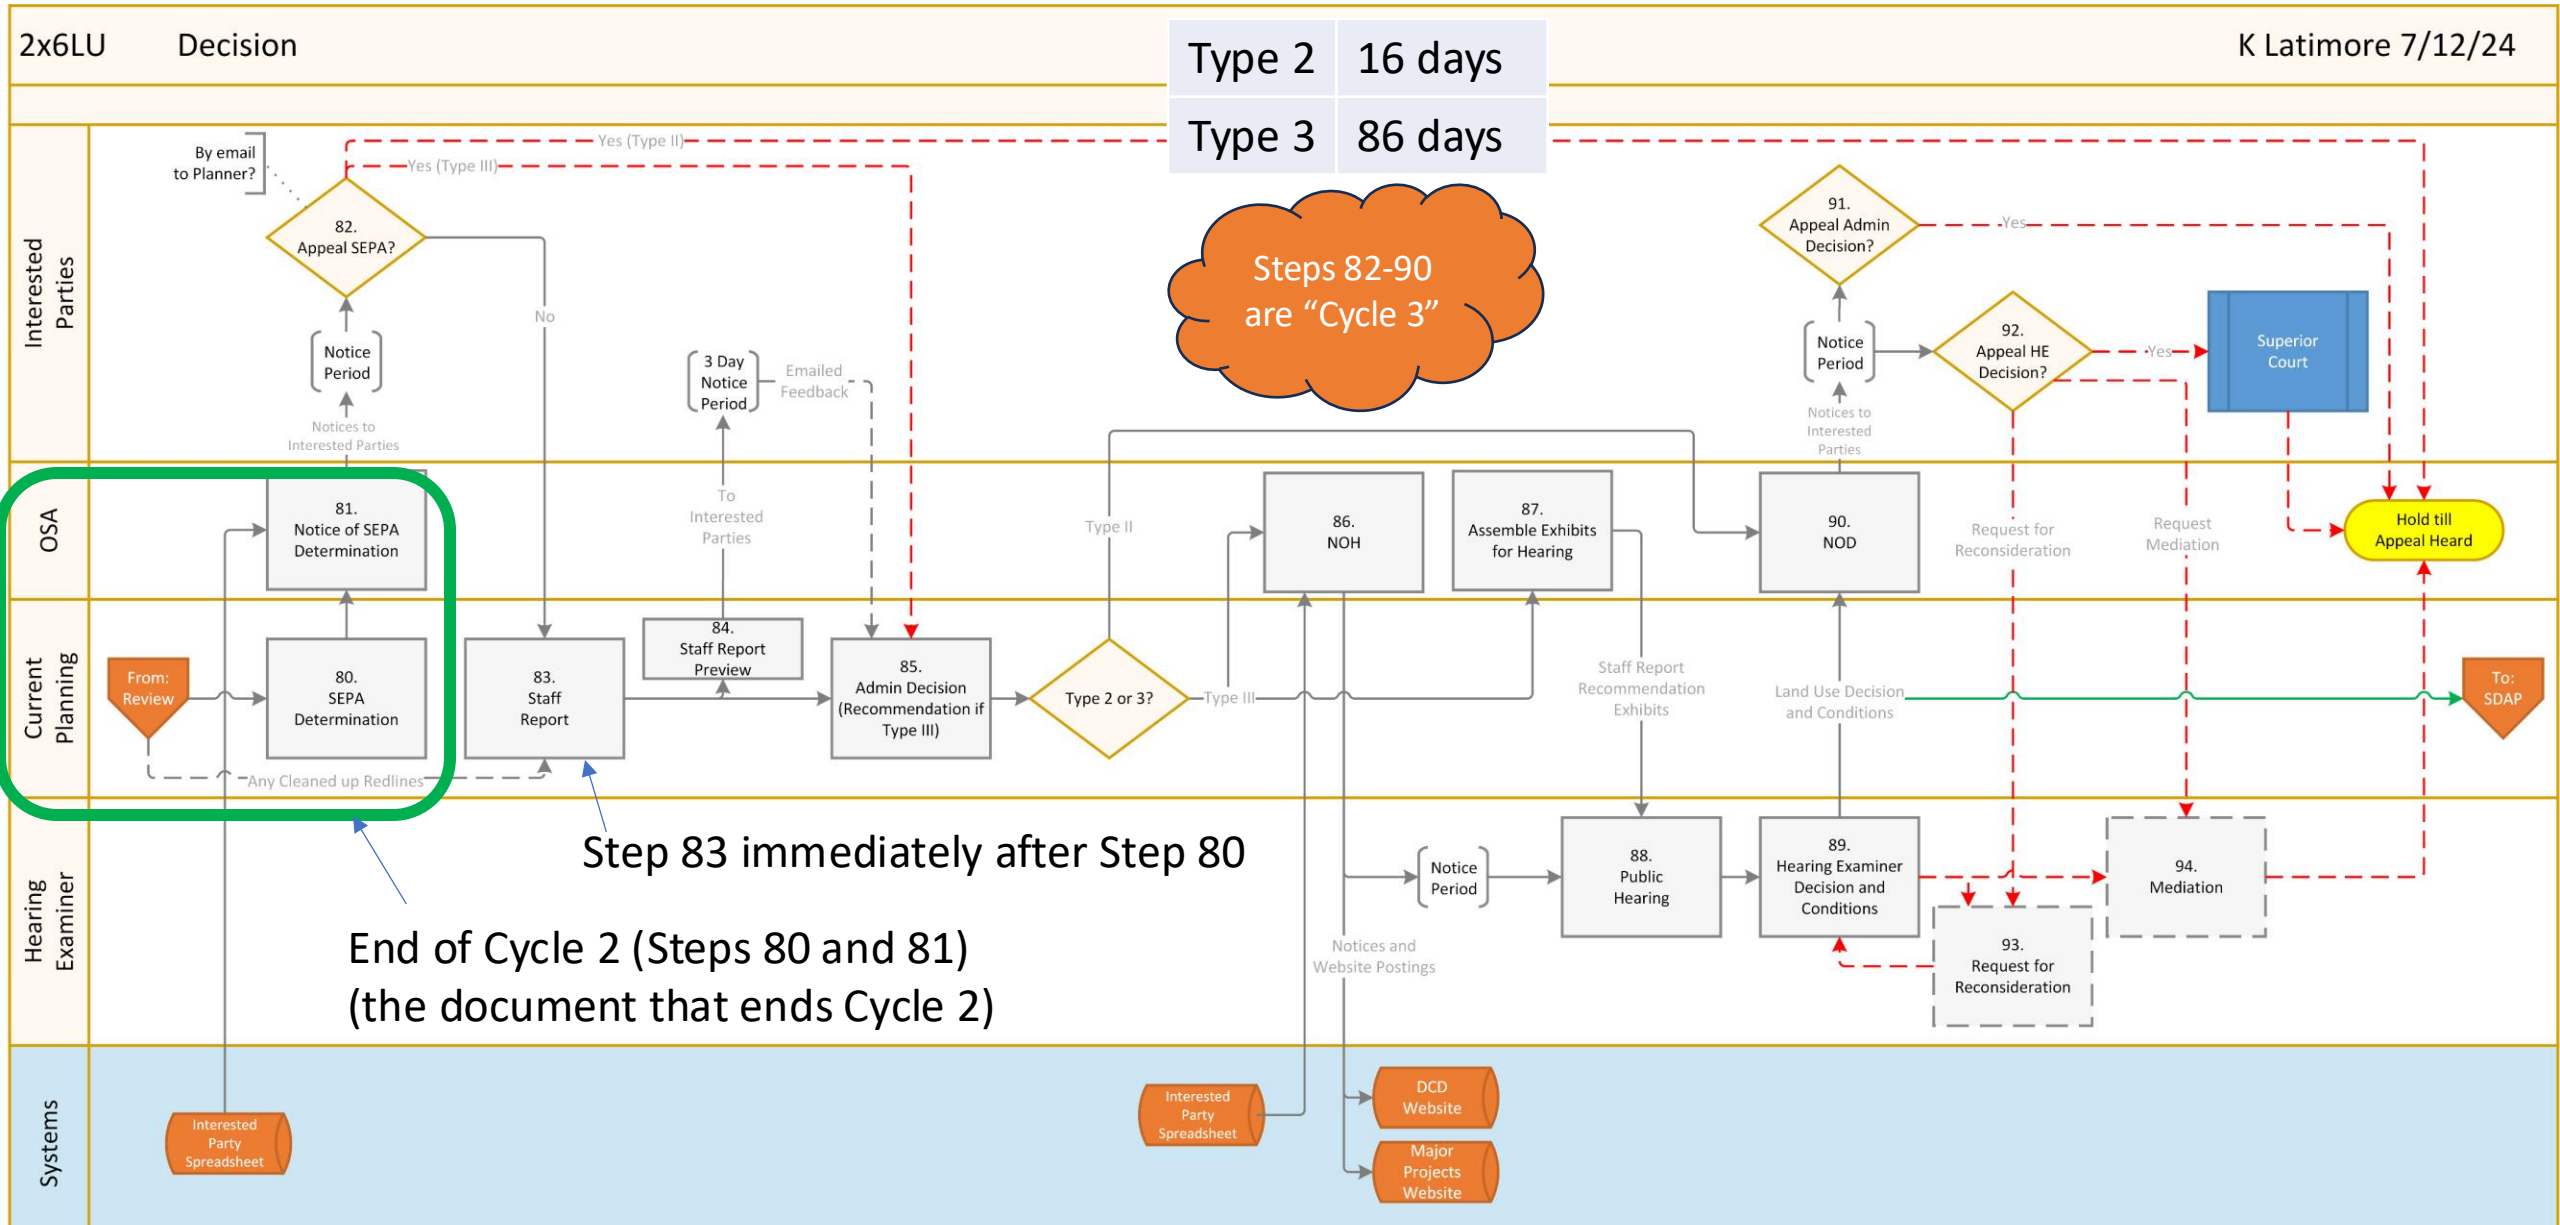 2x6LU
Decision
K Latimore 7/12/24
Type 2
16 days
Type 3
86 days
Steps 82-90
are “Cycle 3”
Interested
Parties
By email
to Planner?
82.
Appeal SEPA?
Yes (Type II)
Yes (Type III)
No
Notice
Period
Notices to
Interested Parties
3 Day
Notice
Period
Emailed
Feedback
To
Interested
Parties
91.
Appeal Admin
Decision?
Yes
Notice
Period
92.
Appeal HE
Decision?
Yes
Superior
Court
Notices to
Interested
Parties
OSA
81.
Notice of SEPA
Determination
Type II
86.
NOH
87.
Assemble Exhibits
for Hearing
90.
NOD
Request for
Reconsideration
Request
Mediation
Hold till
Appeal Heard
Current
Planning
From:
Review
80.
SEPA
Determination
Any Cleaned up Redlines
83.
Staff
Report
84.
Staff Report
Preview
85.
Admin Decision
(Recommendation if
Type III)
Type 2 or 3?
Type III
Staff Report
Recommendation
Exhibits
Land Use Decision
and Conditions
To:
SDAP
Hearing
Examiner
Step 83 immediately after Step 80
End of Cycle 2 (Steps 80 and 81)
(the document that ends Cycle 2)
Notice
Period
88.
Public
Hearing
89.
Hearing Examiner
Decision and
Conditions
94.
Mediation
93.
Request for
Reconsideration
Notices and
Website Postings
Systems
Interested
Party
Spreadsheet
Interested
Party
Spreadsheet
DCD
Website
Major
Projects
Website